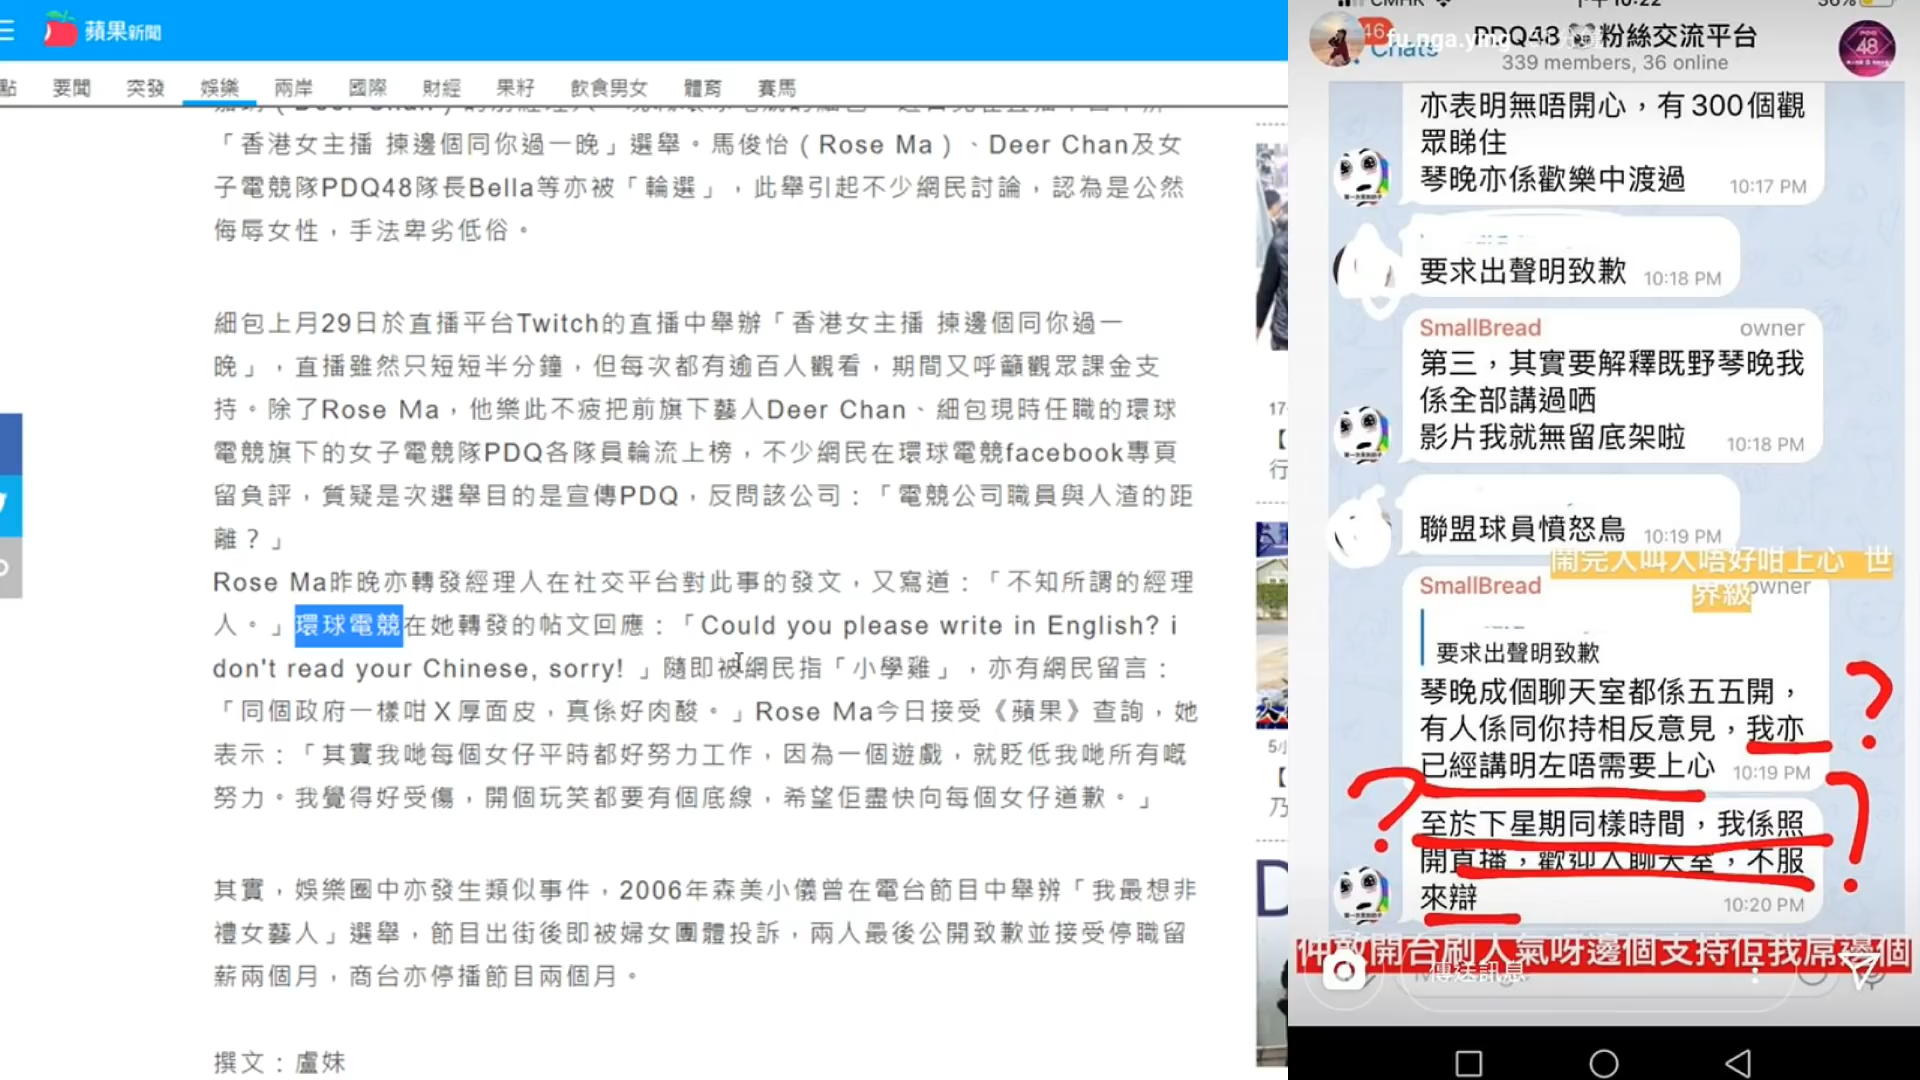 蘋果新聞
點 要聞 突發 娛樂 兩岸 國際 財經 果籽 飲食男女 體育 賽馬
「香港女主播 揀邊個同你過一晚」選舉。馬俊怡（Rose Ma）、Deer Chan及女
子電競隊PDQ48隊長Bella等亦被「輪選」，此舉引起不少網民討論，認為是公然
侮辱女性，手法卑劣低俗。
細包上月29日於直播平台Twitch的直播中舉辦「香港女主播 揀邊個同你過一
晚」，直播雖然只短短半分鐘，但每次都有逾百人觀看，期間又呼籲觀眾課金支
持。除了Rose Ma，他樂此不疲把前旗下藝人Deer Chan、細包現時任職的環球
電競旗下的女子電競隊PDQ各隊員輪流上榜，不少網民在環球電競facebook專頁
留負評，質疑是次選舉目的是宣傳PDQ，反問該公司：「電競公司職員與人渣的距
離？」
Rose Ma昨晚亦轉發經理人在社交平台對此事的發文，又寫道：「不知所謂的經理
人。」環球電競在她轉發的帖文回應：「Could you please write in English? i
don't read your Chinese, sorry! 」隨即被網民指「小學雞」，亦有網民留言：
「同個政府一樣咁Ｘ厚面皮，真係好肉酸。」Rose Ma今日接受《蘋果》查詢，她
表示：「其實我哋每個女仔平時都好努力工作，因為一個遊戲，就貶低我哋所有嘅
努力。我覺得好受傷，開個玩笑都要有個底線，希望佢盡快向每個女仔道歉。」
其實，娛樂圈中亦發生類似事件，2006年森美小儀曾在電台節目中舉辦「我最想非
禮女藝人」選舉，節目出街後即被婦女團體投訴，兩人最後公開致歉並接受停職留
薪兩個月，商台亦停播節目兩個月。
撰文：盧妹
17
【
行
5小
【
乃
D
CMHK 下午10:22 36%
46
Chats
fu.nga.ying
PDQ48 粉絲交流平台
339 members, 36 online
48
亦表明無唔開心，有300個觀
眾睇住
琴晚亦係歡樂中渡過 10:17 PM
要求出聲明致歉 10:18 PM
SmallBread owner
第三，其實要解釋既野琴晚我
係全部講過哂
影片我就無留底架啦 10:18 PM
聯盟球員憤怒鳥 10:19 PM
鬧完人叫人唔好咁上心 世
界級
SmallBread owner
要求出聲明致歉
琴晚成個聊天室都係五五開，
有人係同你持相反意見，我亦
已經講明左唔需要上心 10:19 PM
? ? ?
至於下星期同樣時間，我係照
開直播，歡迎入聊天室，不服
來辯 10:20 PM
仲敢開台刷人氣呀邊個支持佢我屌邊個
傳送訊息